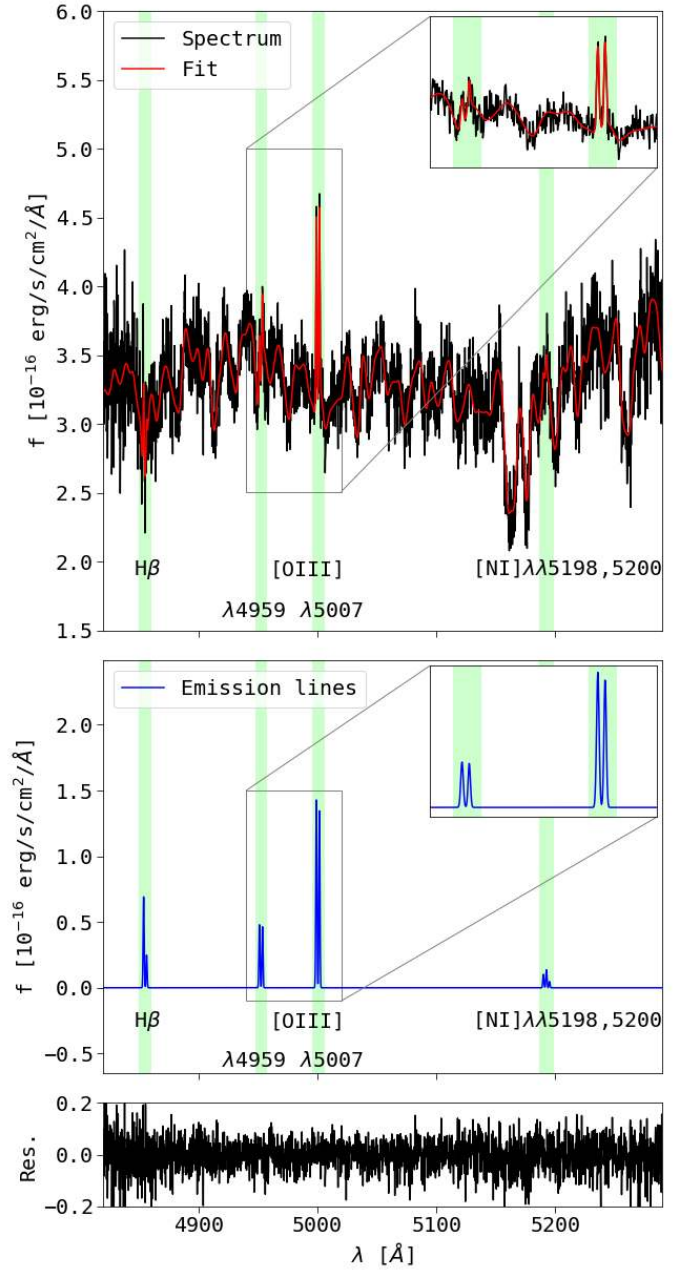 6.0
5.5
5.0
4.5
4.0
3.5
3.0
2.5
2.0
1.5
f [10⁻¹⁶ erg/s/cm²/Å]
Spectrum
Fit
Hβ [OIII] [NI]λλ5198,5200
λ4959 λ5007
2.0
1.5
1.0
0.5
0.0
−0.5
f [10⁻¹⁶ erg/s/cm²/Å]
Emission lines
Hβ [OIII] [NI]λλ5198,5200
λ4959 λ5007
0.2
0.0
−0.2
Res.
4900 5000 5100 5200
λ [Å]